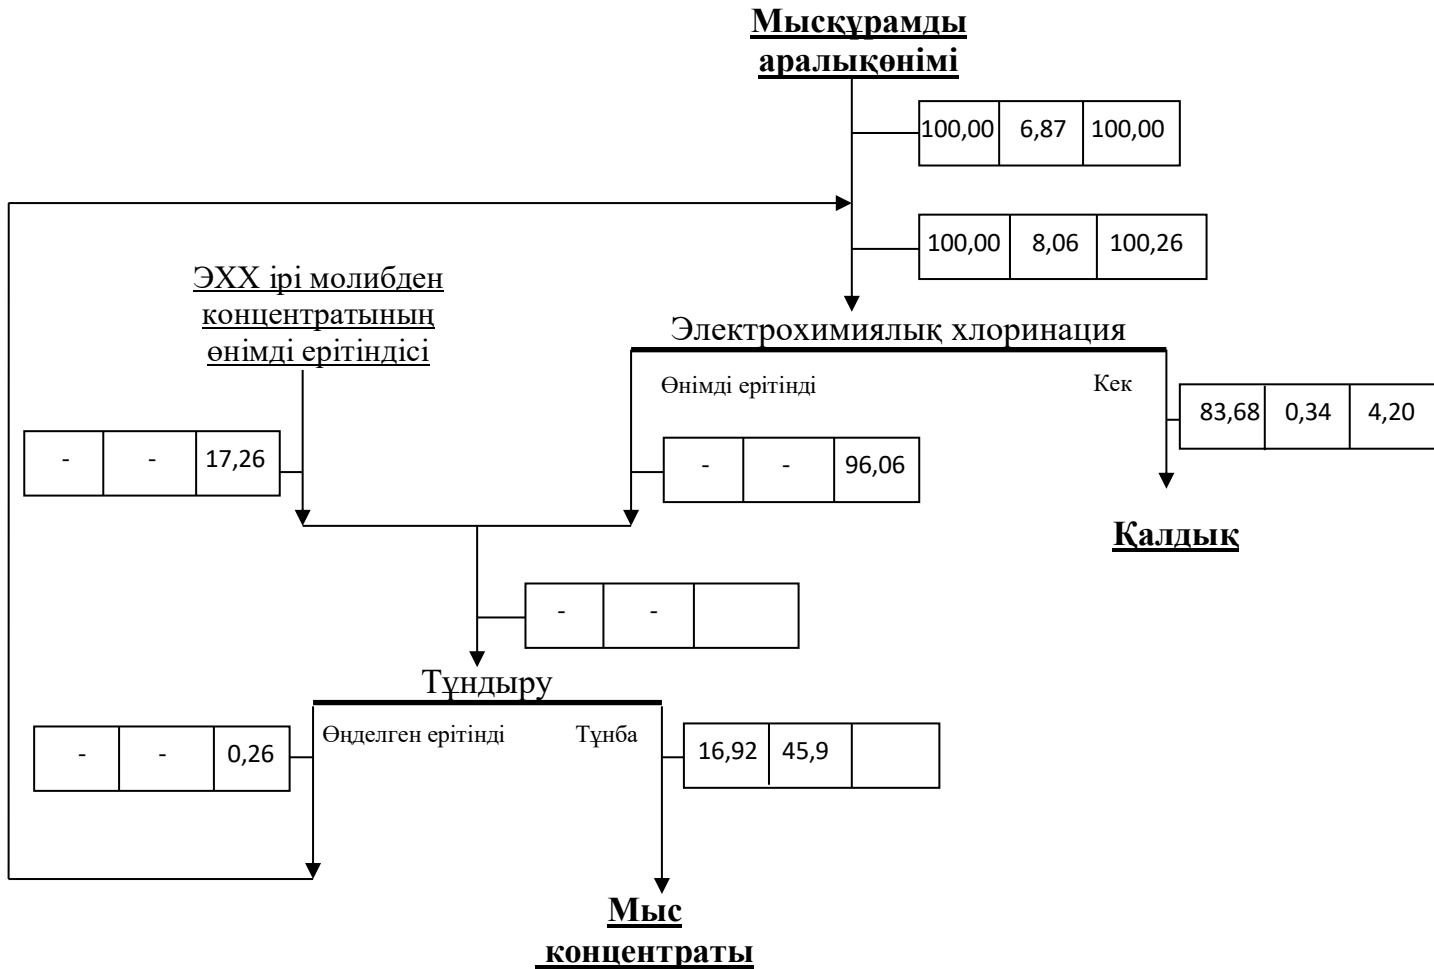 Мысқұрамды
аралықөнімі
100,00 6,87 100,00
100,00 8,06 100,26
ЭХХ ірі молибден
концентратының
өнімді ерітіндісі
Электрохимиялық хлоринация
Өнімді ерітінді
Кек
83,68 0,34 4,20
- - 17,26
- - 96,06
Қалдық
- -
Тұндыру
Өңделген ерітінді
Тұнба
- - 0,26
16,92 45,9
Мыс
концентраты